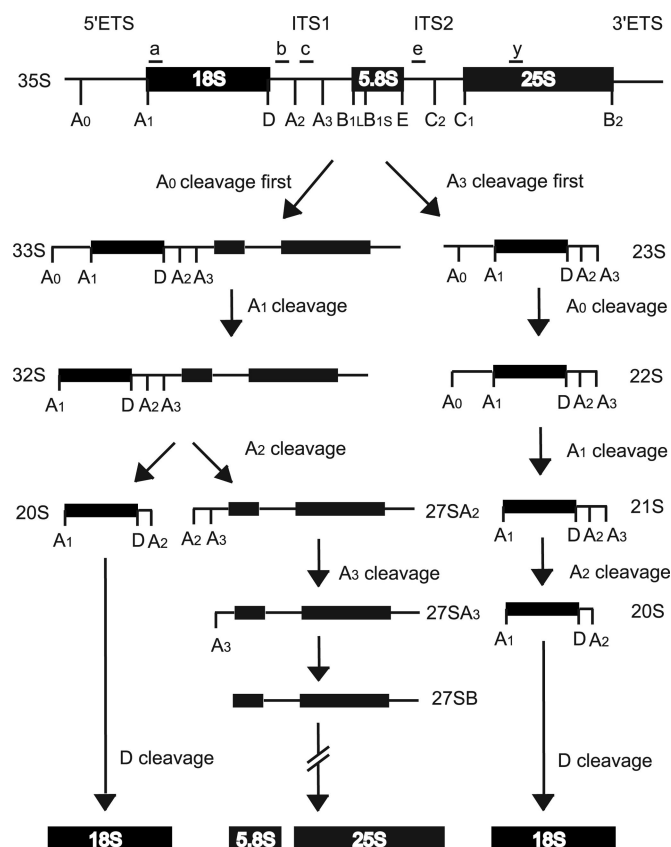 5'ETS ITS1 ITS2 3'ETS
a b c e y
35S 18S 5.8S 25S
A0 A1 D A2 A3 B1L B1S E C2 C1 B2
A0 cleavage first A3 cleavage first
33S 23S
A0 A1 D A2 A3 A0 A1 D A2 A3
A1 cleavage A0 cleavage
32S 22S
A1 D A2 A3 A0 A1 D A2 A3
A2 cleavage A1 cleavage
20S 27SA2 21S
A1 D A2 A2 A3 A1 D A2 A3
A3 cleavage A2 cleavage
27SA3 20S
A3 A1 D A2
27SB
D cleavage D cleavage
18S 5.8S 25S 18S